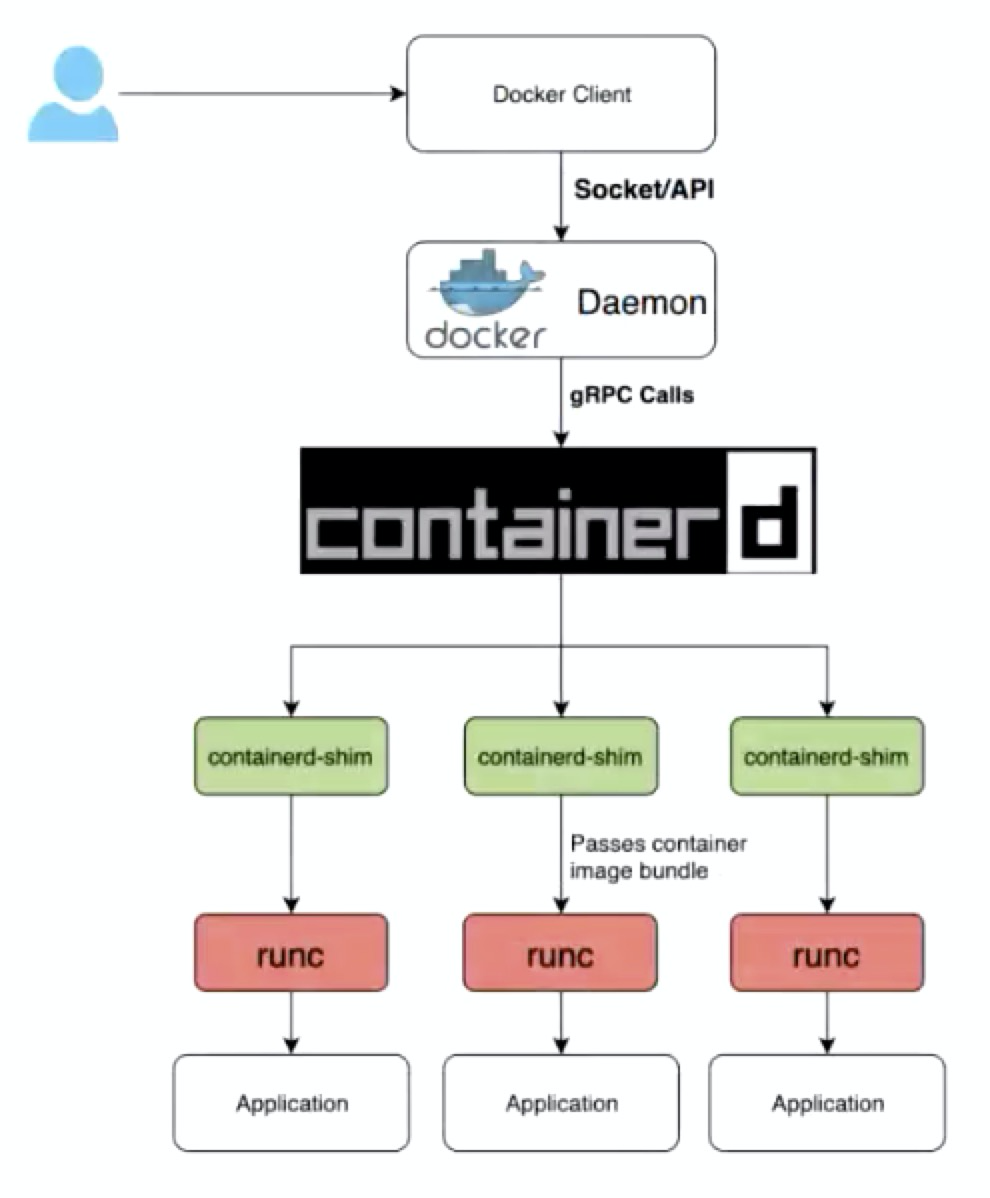 Docker Client
Socket/API
docker
Daemon
gRPC Calls
containerd
containerd-shim
containerd-shim
containerd-shim
Passes container
image bundle
runc
runc
runc
Application
Application
Application